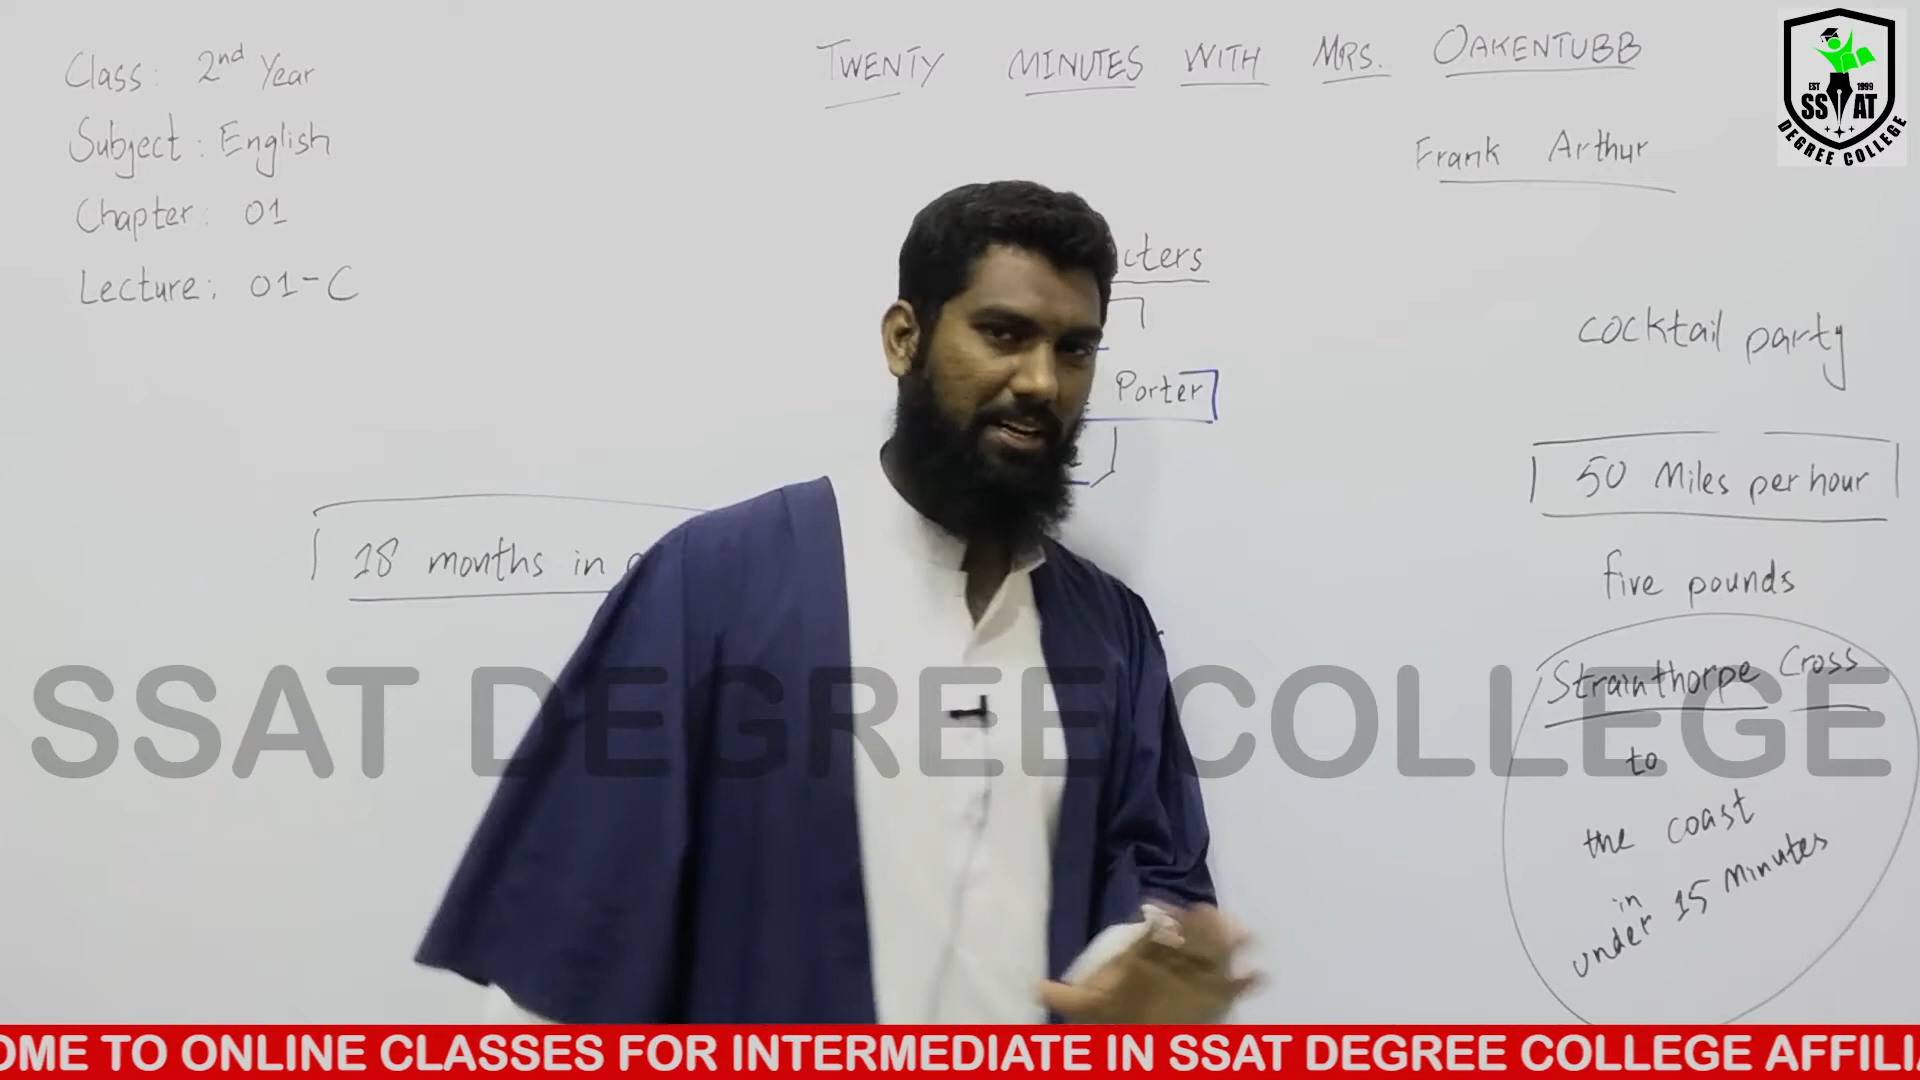 Class: 2nd Year
Subject: English
Chapter: 01
Lecture: 01-C
TWENTY MINUTES WITH MRS. OAKENTUBB
Frank Arthur
cters
Porter
18 months in
cocktail party
50 Miles per hour
five pounds
Strainthorpe Cross
to
the coast
in
under 15 Minutes
EST 1999
SSAT
DEGREE COLLEGE
SSAT DEGREE COLLEGE
OME TO ONLINE CLASSES FOR INTERMEDIATE IN SSAT DEGREE COLLEGE AFFILI